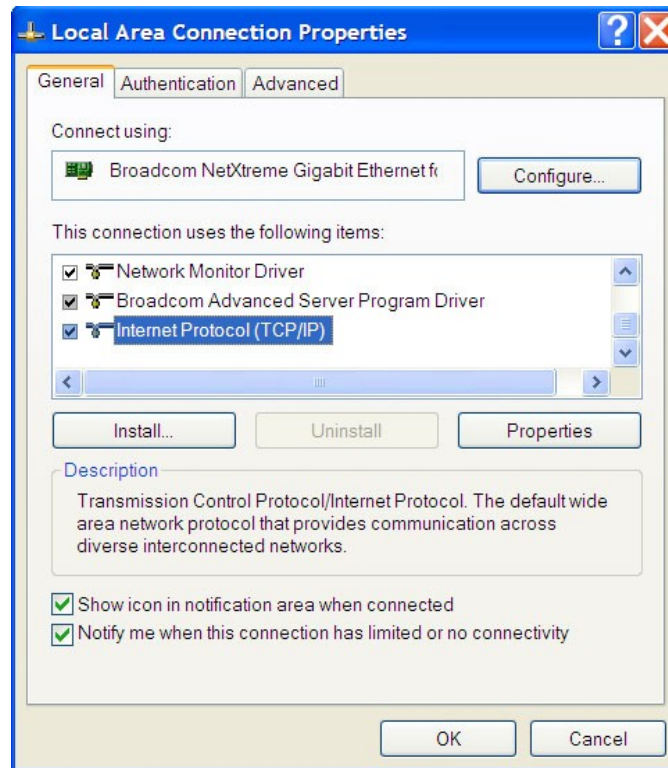 Local Area Connection Properties
General Authentication Advanced
Connect using:
Broadcom NetXtreme Gigabit Ethernet fo
Configure...
This connection uses the following items:
Network Monitor Driver
Broadcom Advanced Server Program Driver
Internet Protocol (TCP/IP)
Install... Uninstall Properties
Description
Transmission Control Protocol/Internet Protocol. The default wide
area network protocol that provides communication across
diverse interconnected networks.
Show icon in notification area when connected
Notify me when this connection has limited or no connectivity
OK Cancel